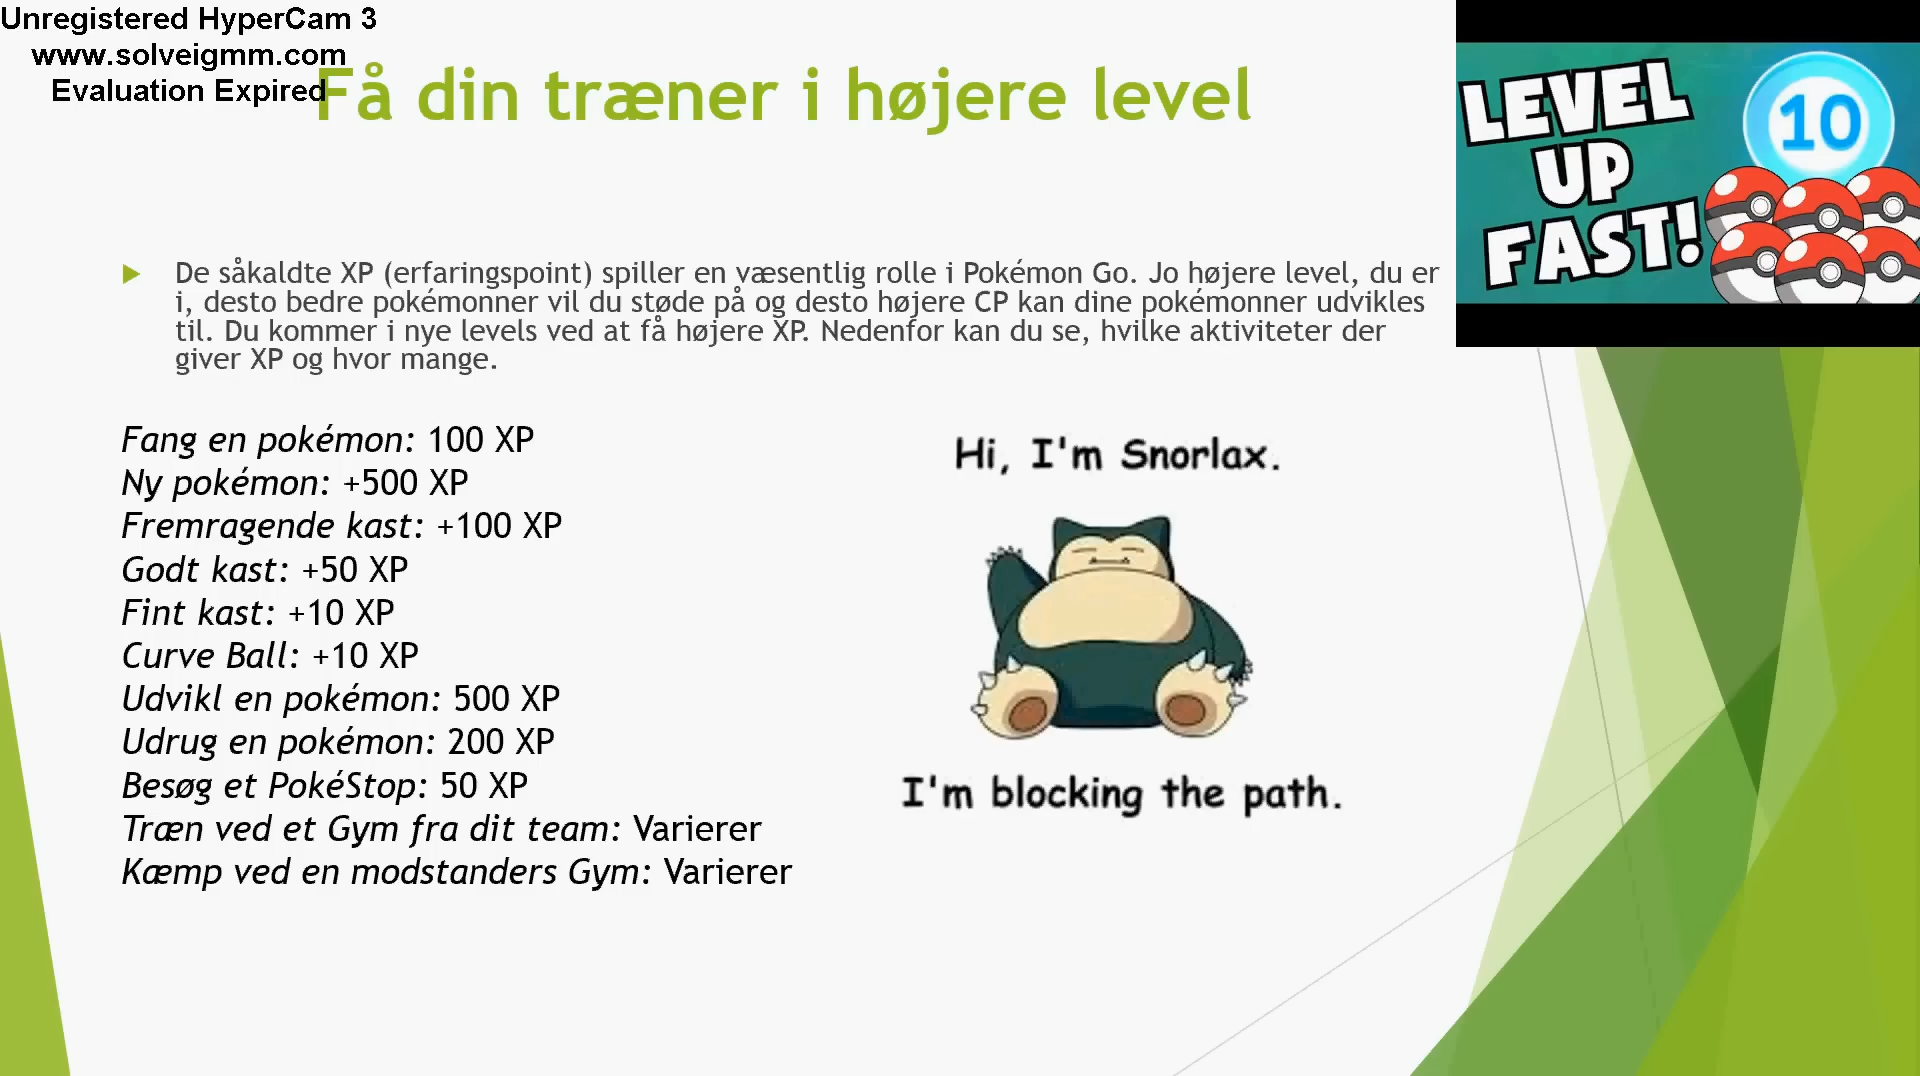 Unregistered HyperCam 3
www.solveigmm.com
Evaluation Expired
Få din træner i højere level
LEVEL
UP
FAST!
10
De såkaldte XP (erfaringspoint) spiller en væsentlig rolle i Pokémon Go. Jo højere level, du er
i, desto bedre pokémonner vil du støde på og desto højere CP kan dine pokémonner udvikles
til. Du kommer i nye levels ved at få højere XP. Nedenfor kan du se, hvilke aktiviteter der
giver XP og hvor mange.
Fang en pokémon: 100 XP
Ny pokémon: +500 XP
Fremragende kast: +100 XP
Godt kast: +50 XP
Fint kast: +10 XP
Curve Ball: +10 XP
Udvikl en pokémon: 500 XP
Udrug en pokémon: 200 XP
Besøg et PokéStop: 50 XP
Træn ved et Gym fra dit team: Varierer
Kæmp ved en modstanders Gym: Varierer
Hi, I'm Snorlax.
I'm blocking the path.